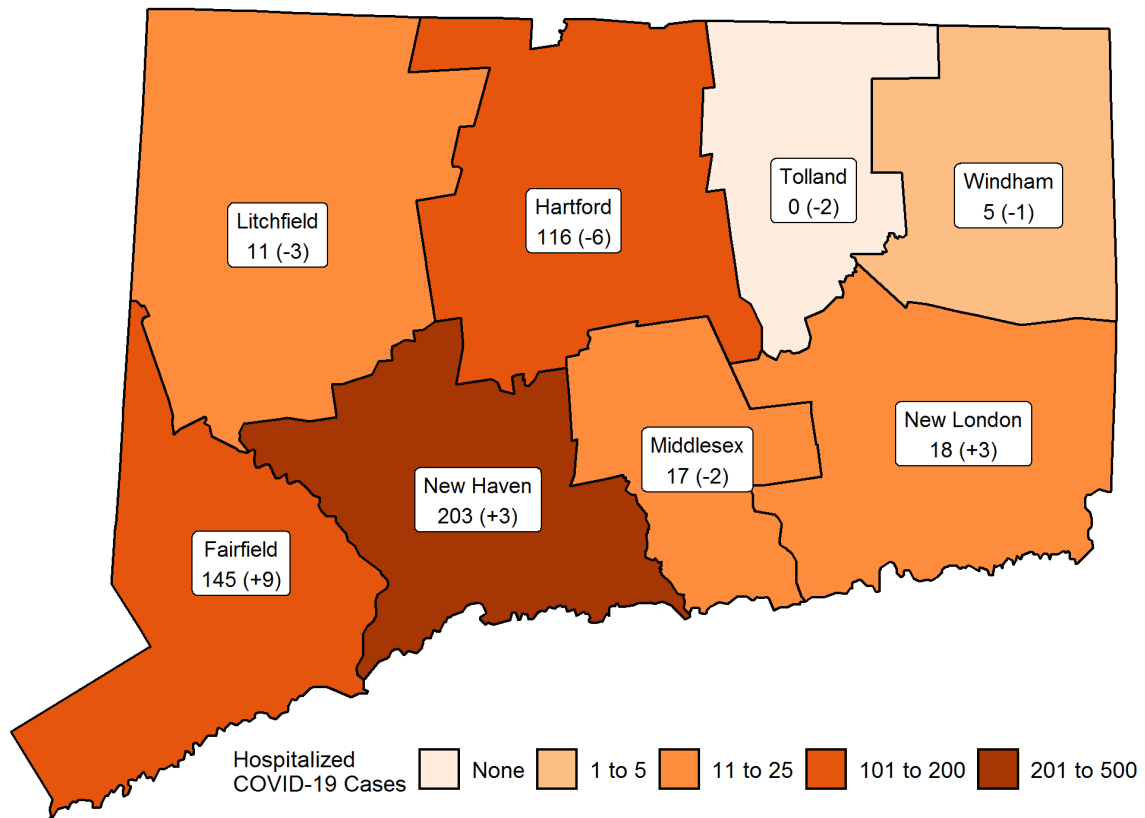 Litchfield
11 (-3)
Hartford
116 (-6)
Tolland
0 (-2)
Windham
5 (-1)
Fairfield
145 (+9)
New Haven
203 (+3)
Middlesex
17 (-2)
New London
18 (+3)
Hospitalized
COVID-19 Cases
None
1 to 5
11 to 25
101 to 200
201 to 500